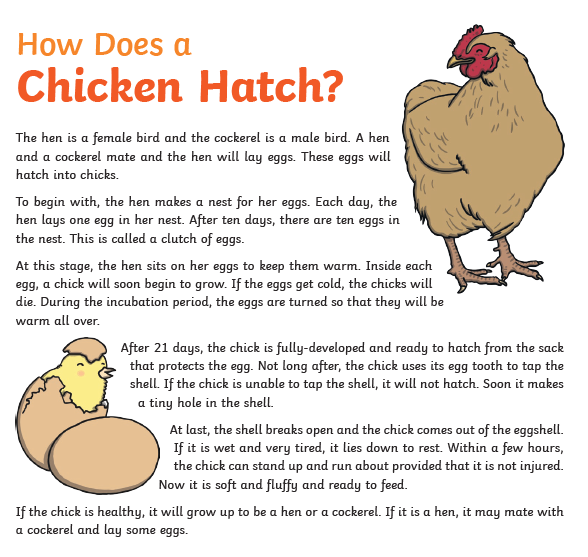 How Does a
Chicken Hatch?
The hen is a female bird and the cockerel is a male bird. A hen
and a cockerel mate and the hen will lay eggs. These eggs will
hatch into chicks.
To begin with, the hen makes a nest for her eggs. Each day, the
hen lays one egg in her nest. After ten days, there are ten eggs in
the nest. This is called a clutch of eggs.
At this stage, the hen sits on her eggs to keep them warm. Inside each
egg, a chick will soon begin to grow. If the eggs get cold, the chicks will
die. During the incubation period, the eggs are turned so that they will be
warm all over.
After 21 days, the chick is fully-developed and ready to hatch from the sack
that protects the egg. Not long after, the chick uses its egg tooth to tap the
shell. If the chick is unable to tap the shell, it will not hatch. Soon it makes
a tiny hole in the shell.
At last, the shell breaks open and the chick comes out of the eggshell.
If it is wet and very tired, it lies down to rest. Within a few hours,
the chick can stand up and run about provided that it is not injured.
Now it is soft and fluffy and ready to feed.
If the chick is healthy, it will grow up to be a hen or a cockerel. If it is a hen, it may mate with
a cockerel and lay some eggs.